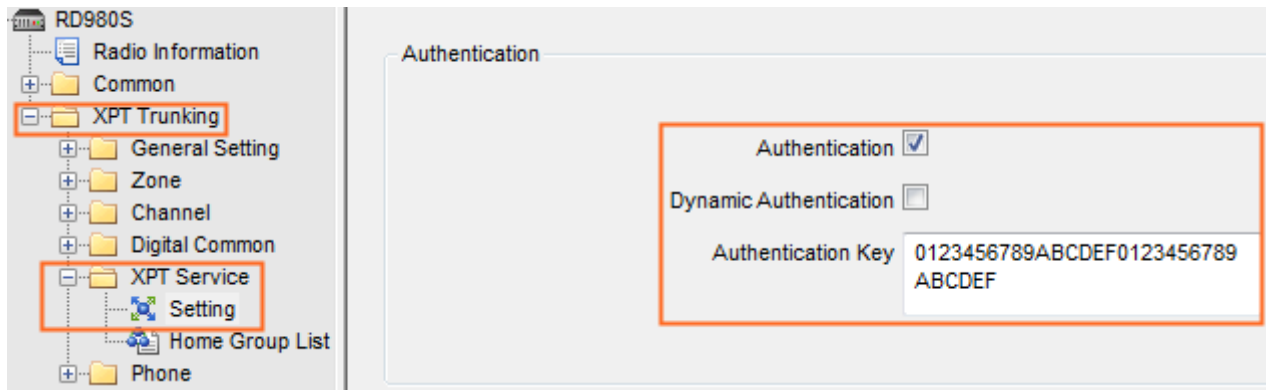 RD980S
Radio Information
Common
XPT Trunking
General Setting
Zone
Channel
Digital Common
XPT Service
Setting
Home Group List
Phone
Authentication
Authentication
Dynamic Authentication
Authentication Key
0123456789ABCDEF0123456789
ABCDEF